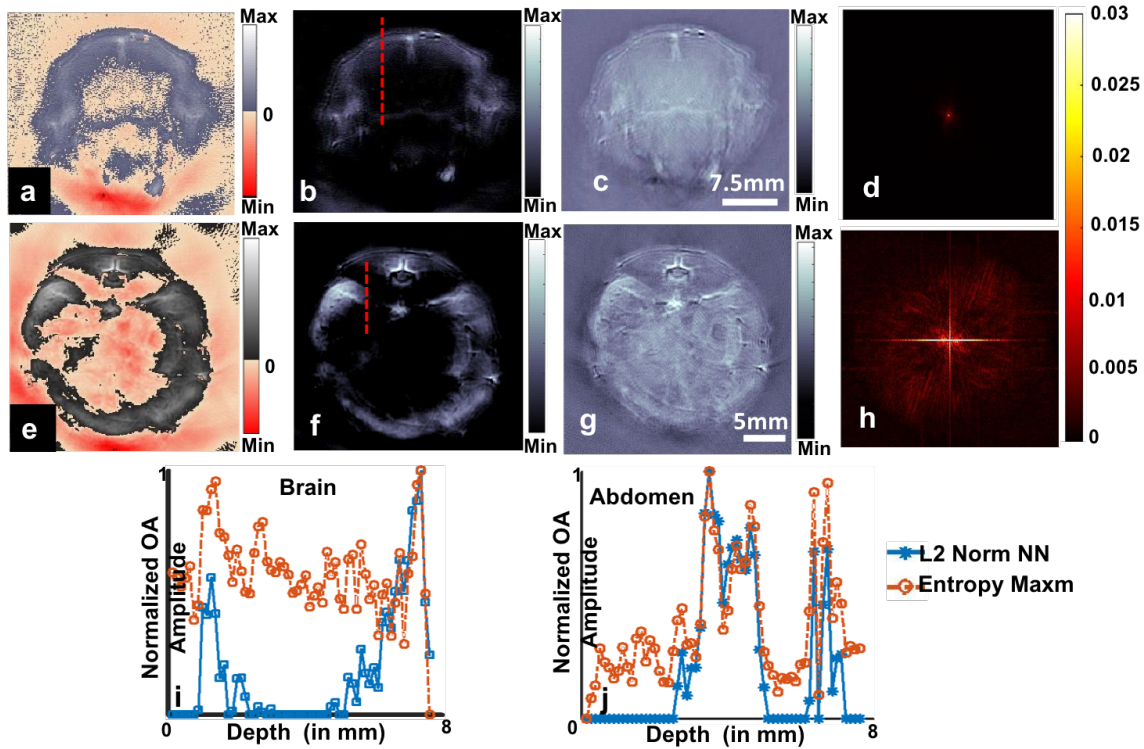 Max
0
Min
a
Max
b
Min
Max
c
7.5mm
Min
d
0.03
0.025
0.02
0.015
0.01
0.005
0
Max
0
Min
e
Max
f
Min
Max
g
5mm
Min
h
1
Brain
Normalized OA
Amplitude
i
0
Depth (in mm)
8
1
Abdomen
Normalized OA
Amplitude
j
0
Depth (in mm)
8
L2 Norm NN
Entropy Maxm